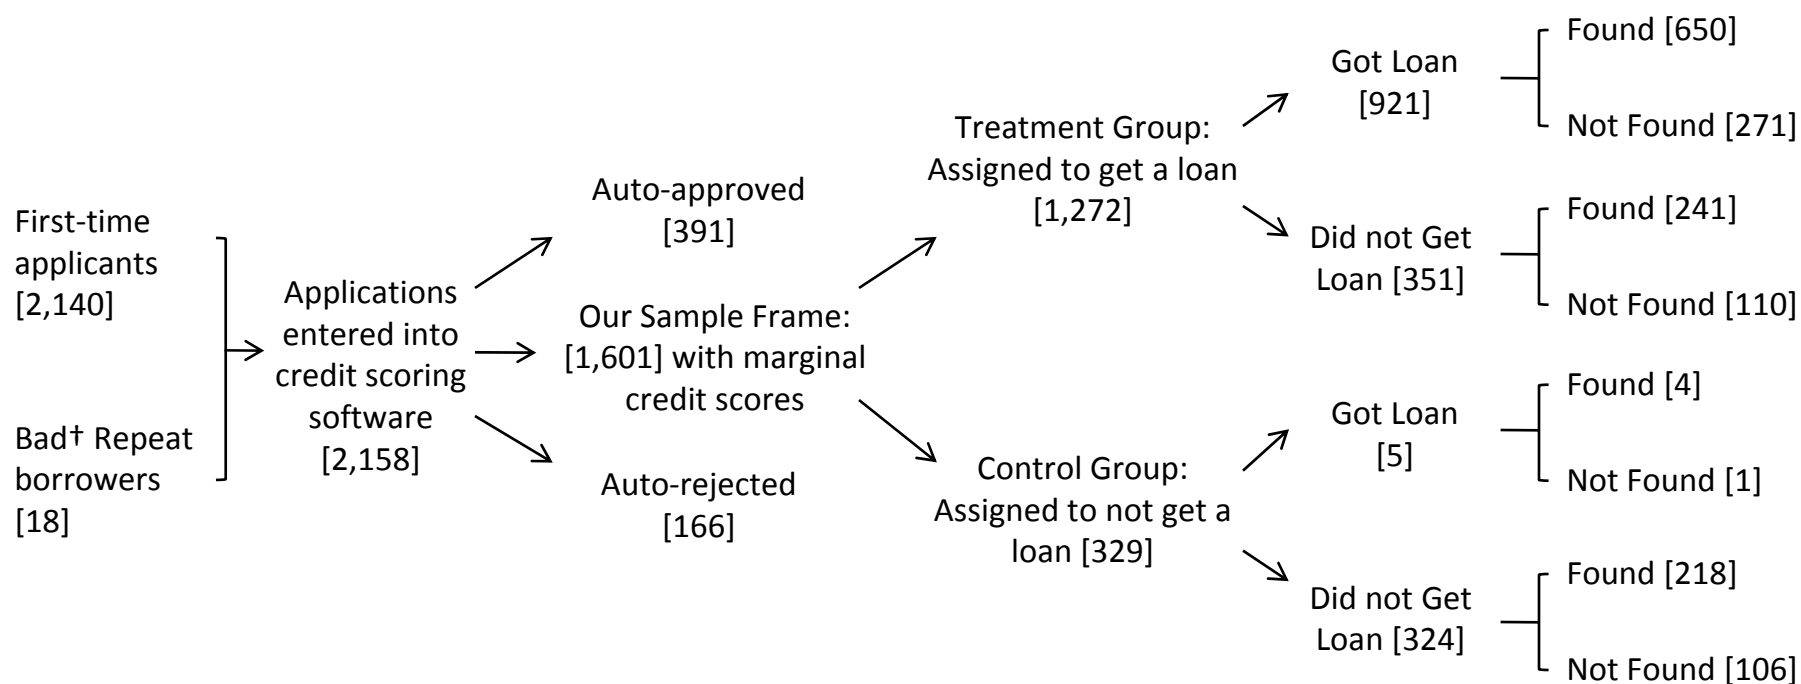 First-time
applicants
[2,140]
Bad† Repeat
borrowers
[18]
Applications
entered into
credit scoring
software
[2,158]
Auto-approved
[391]
Our Sample Frame:
[1,601] with marginal
credit scores
Auto-rejected
[166]
Treatment Group:
Assigned to get a loan
[1,272]
Control Group:
Assigned to not get a
loan [329]
Got Loan
[921]
Did not Get
Loan [351]
Got Loan
[5]
Did not Get
Loan [324]
Found [650]
Not Found [271]
Found [241]
Not Found [110]
Found [4]
Not Found [1]
Found [218]
Not Found [106]